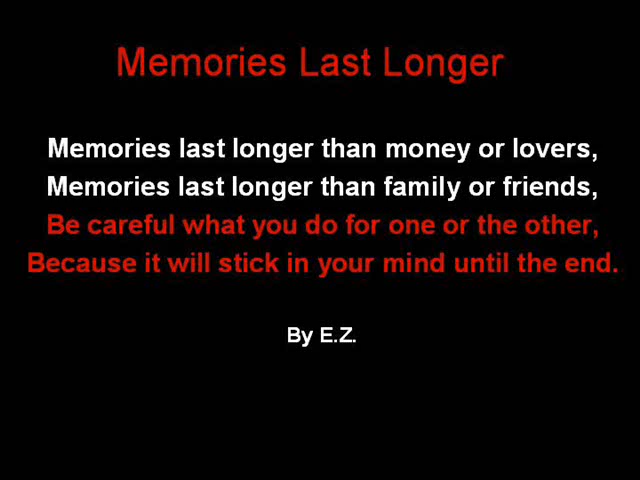 Memories Last Longer
Memories last longer than money or lovers,
Memories last longer than family or friends,
Be careful what you do for one or the other,
Because it will stick in your mind until the end.
By E.Z.